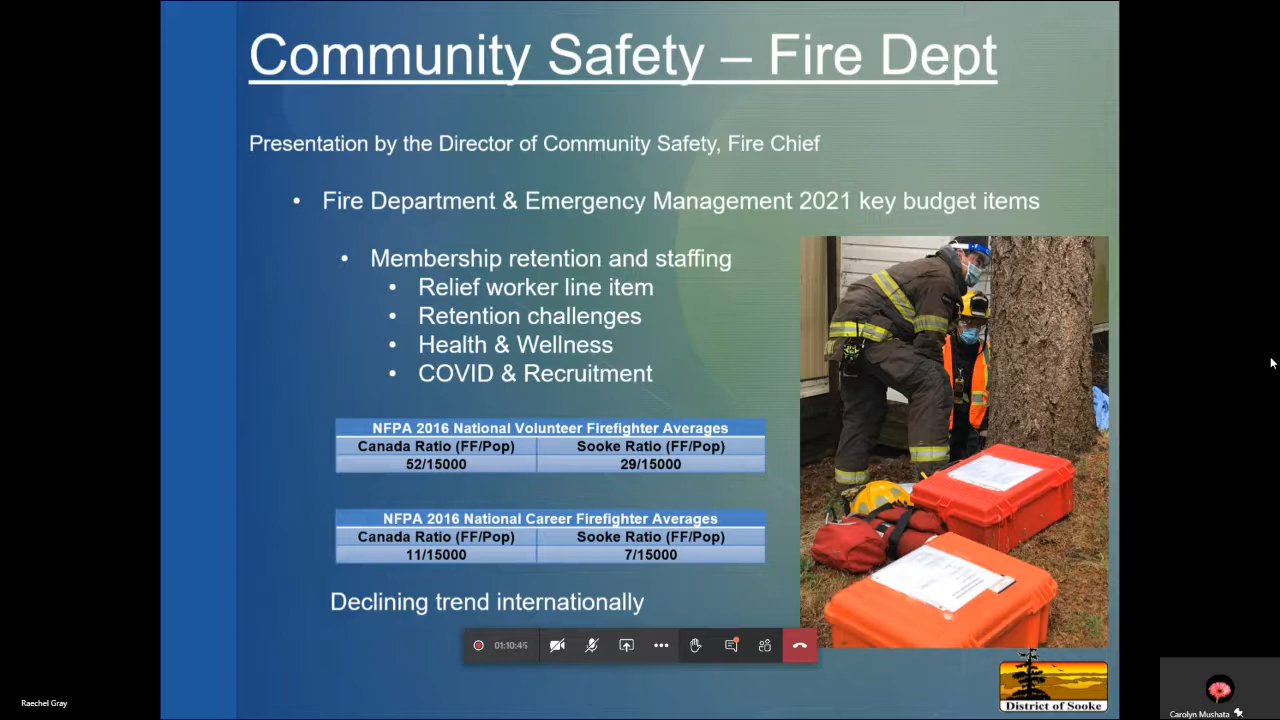 Community Safety – Fire Dept
Presentation by the Director of Community Safety, Fire Chief
• Fire Department & Emergency Management 2021 key budget items
• Membership retention and staffing
• Relief worker line item
• Retention challenges
• Health & Wellness
• COVID & Recruitment
NFPA 2016 National Volunteer Firefighter Averages
Canada Ratio (FF/Pop) Sooke Ratio (FF/Pop)
52/15000 29/15000
NFPA 2016 National Career Firefighter Averages
Canada Ratio (FF/Pop) Sooke Ratio (FF/Pop)
11/15000 7/15000
Declining trend internationally
01:10:45
District of Sooke
Raechel Gray
Carolyn Mushata